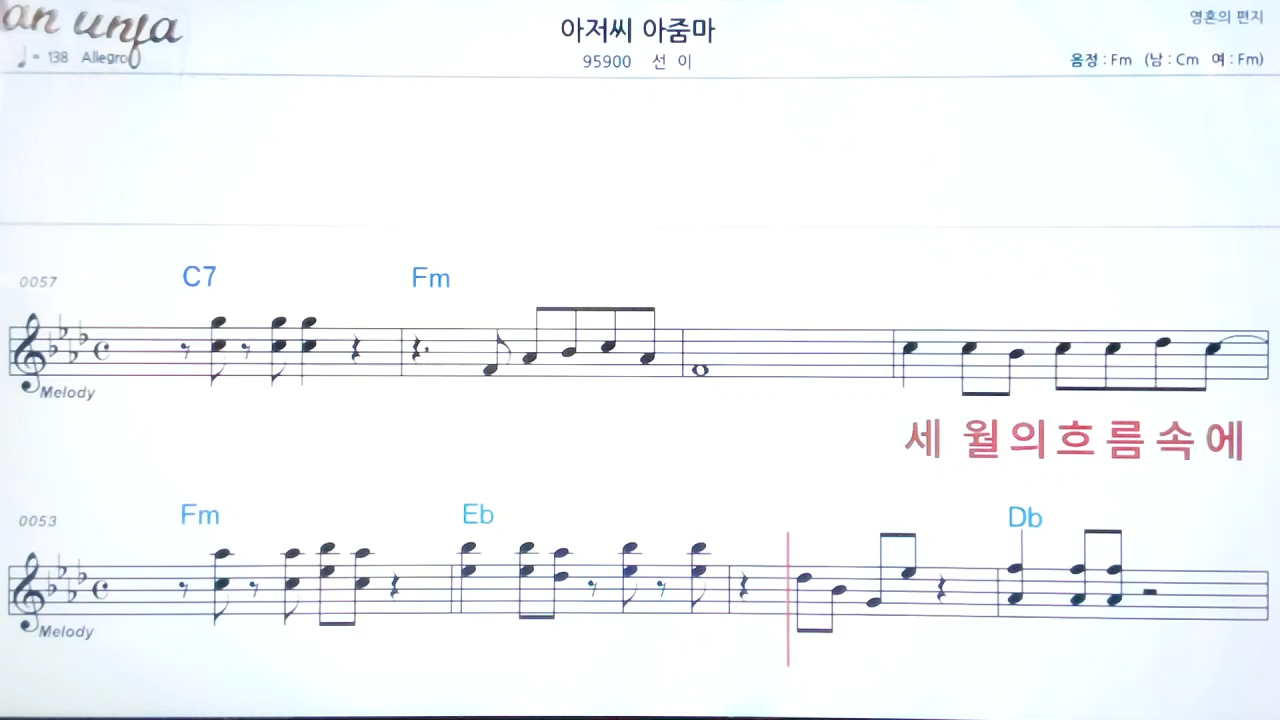 아저씨 아줌마
영혼의 편지
♩= 138 Allegro
95900 선 이
음정 : Fm (남 : Cm 여 : Fm)
0057
C7 Fm
Melody
세 월의흐름속에
0053
Fm Eb Db
Melody